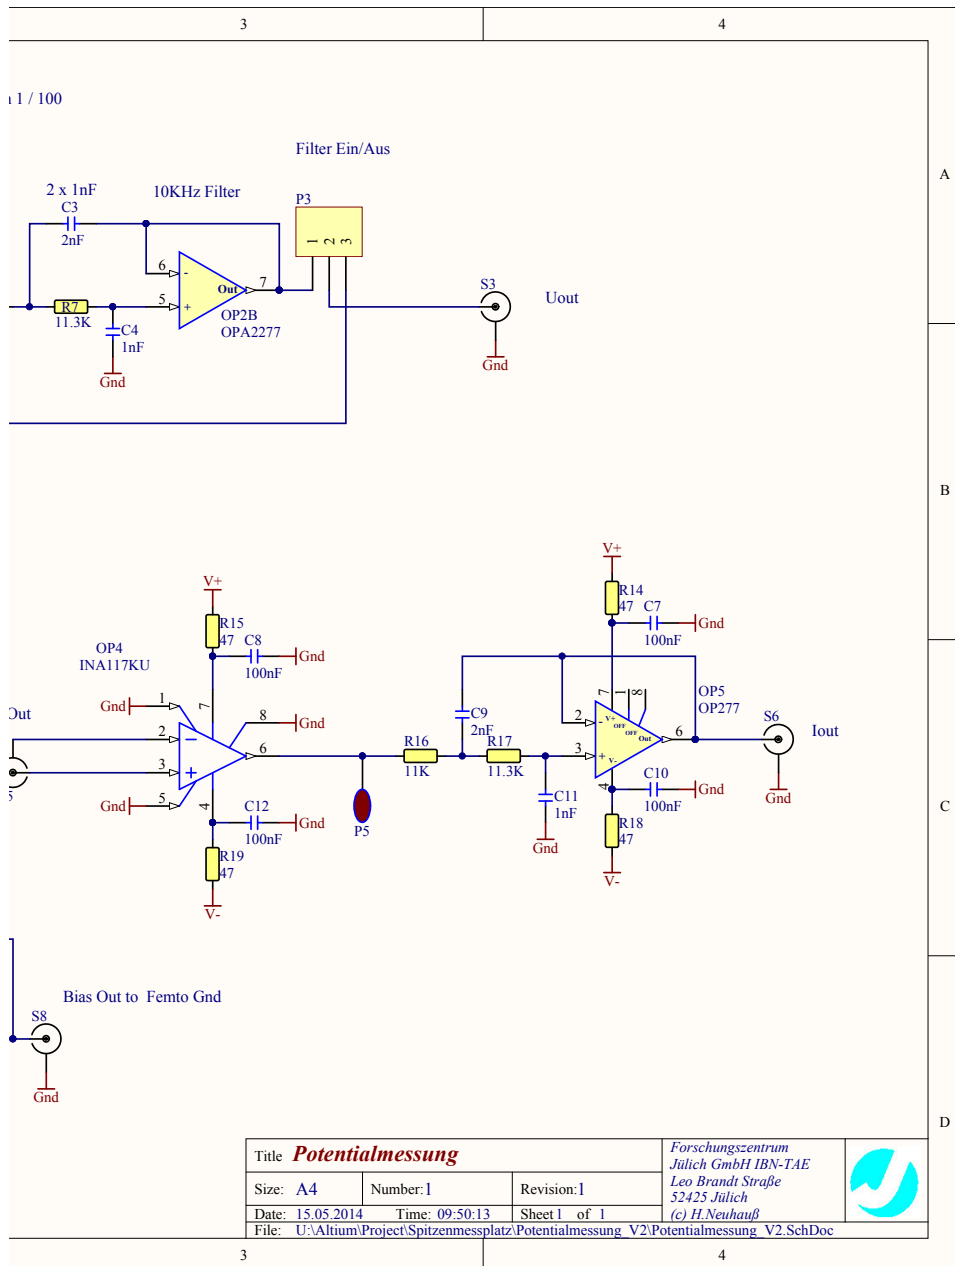 3
4
1 / 100
Filter Ein/Aus
A
2 x 1nF
10KHz Filter
P3
C3
2nF
1
2
3
6
-
Out
7
S3
Uout
R7
5
+
11.3K
OP2B
OPA2277
C4
1nF
Gnd
Gnd
B
V+
V+
R14
47
C7
R15
47
C8
Gnd
100nF
OP4
INA117KU
Gnd
100nF
7
1
8
OP5
OP277
7
Gnd
1
8
Gnd
Out
C9
2nF
2
-
V+
OFF
OFF
Out
6
S6
Iout
2
−
6
R16
R17
3
+
V-
3
+
11K
11.3K
4
C10
100nF
Gnd
Gnd
Gnd
5
4
C12
100nF
Gnd
P5
C11
1nF
Gnd
R18
47
C
5
R19
47
V-
V-
Bias Out to Femto Gnd
S8
Gnd
D
Title Potentialmessung
Forschungszentrum
Jülich GmbH IBN-TAE
Leo Brandt Straße
52425 Jülich
(c) H.Neuhauß
Size: A4
Number:1
Revision:1
Date: 15.05.2014
Time: 09:50:13
Sheet 1 of 1
File: U:\Altium\Project\Spitzenmessplatz\Potentialmessung_V2\Potentialmessung_V2.SchDoc
3
4